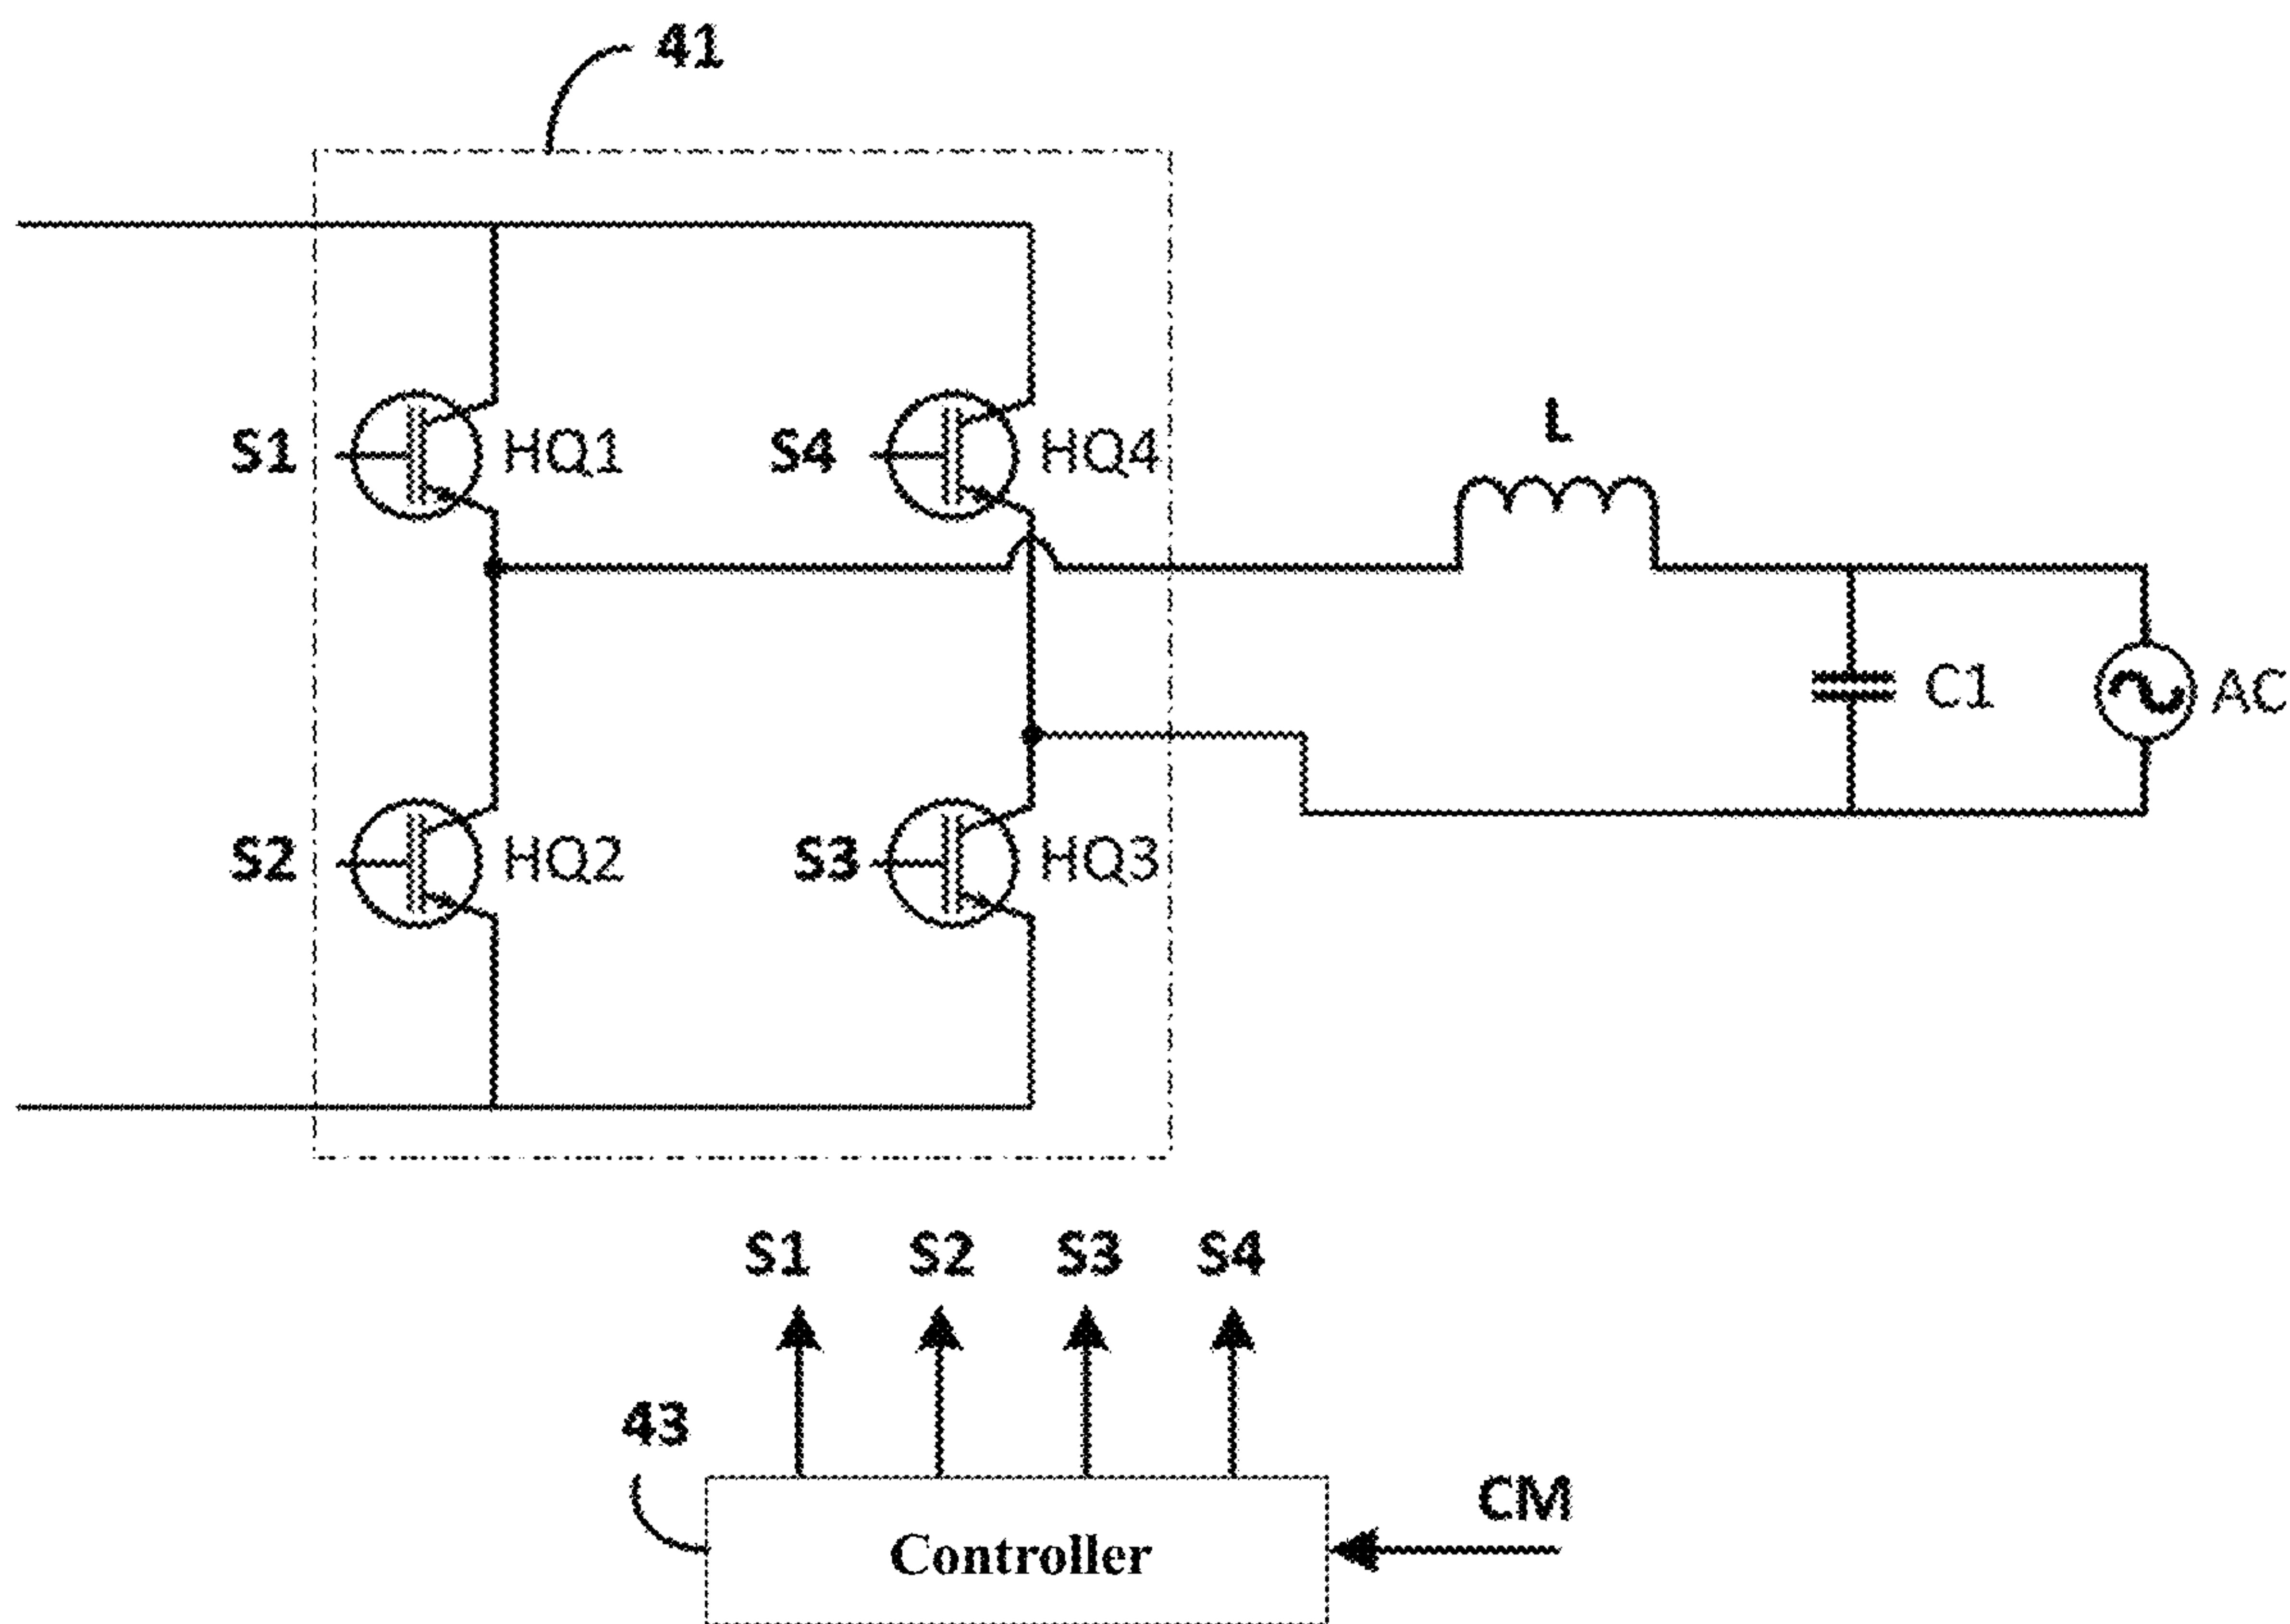 41
S1 HQ1 S4 HQ4
L
C1 AC
S2 HQ2 S3 HQ3
S1 S2 S3 S4
43
CM
Controller